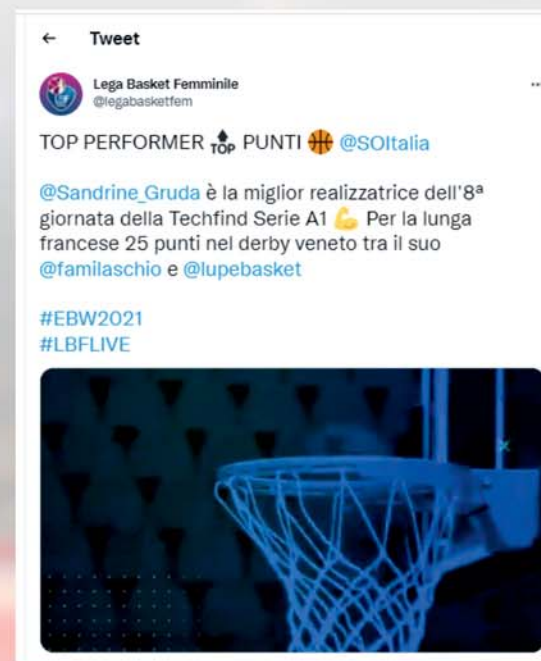 ← Tweet
Lega Basket Femminile
@legabasketfem
TOP PERFORMER 🔝 PUNTI 🏀 @SOItalia
@Sandrine_Gruda è la miglior realizzatrice dell'8ª
giornata della Techfind Serie A1 💪 Per la lunga
francese 25 punti nel derby veneto tra il suo
@familaschio e @lupebasket
#EBW2021
#LBFLIVE